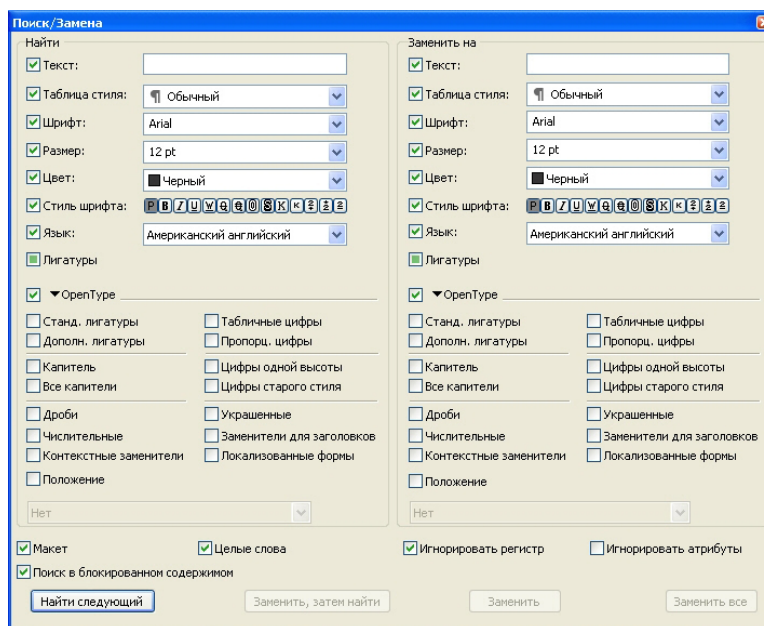 Поиск/Замена
Найти
Текст:
Таблица стиля: ¶ Обычный
Шрифт: Arial
Размер: 12 pt
Цвет: Черный
Стиль шрифта: P B I U W Q Q O S K K 2 2 2
Язык: Американский английский
Лигатуры
OpenType
Станд. лигатуры Табличные цифры
Дополн. лигатуры Пропорц. цифры
Капитель Цифры одной высоты
Все капители Цифры старого стиля
Дроби Украшенные
Числительные Заменители для заголовков
Контекстные заменители Локализованные формы
Положение
Нет
Заменить на
Текст:
Таблица стиля: ¶ Обычный
Шрифт: Arial
Размер: 12 pt
Цвет: Черный
Стиль шрифта: P B I U W Q Q O S K K 2 2 2
Язык: Американский английский
Лигатуры
OpenType
Станд. лигатуры Табличные цифры
Дополн. лигатуры Пропорц. цифры
Капитель Цифры одной высоты
Все капители Цифры старого стиля
Дроби Украшенные
Числительные Заменители для заголовков
Контекстные заменители Локализованные формы
Положение
Нет
Макет Целые слова Игнорировать регистр Игнорировать атрибуты
Поиск в блокированном содержимом
Найти следующий Заменить, затем найти Заменить Заменить все